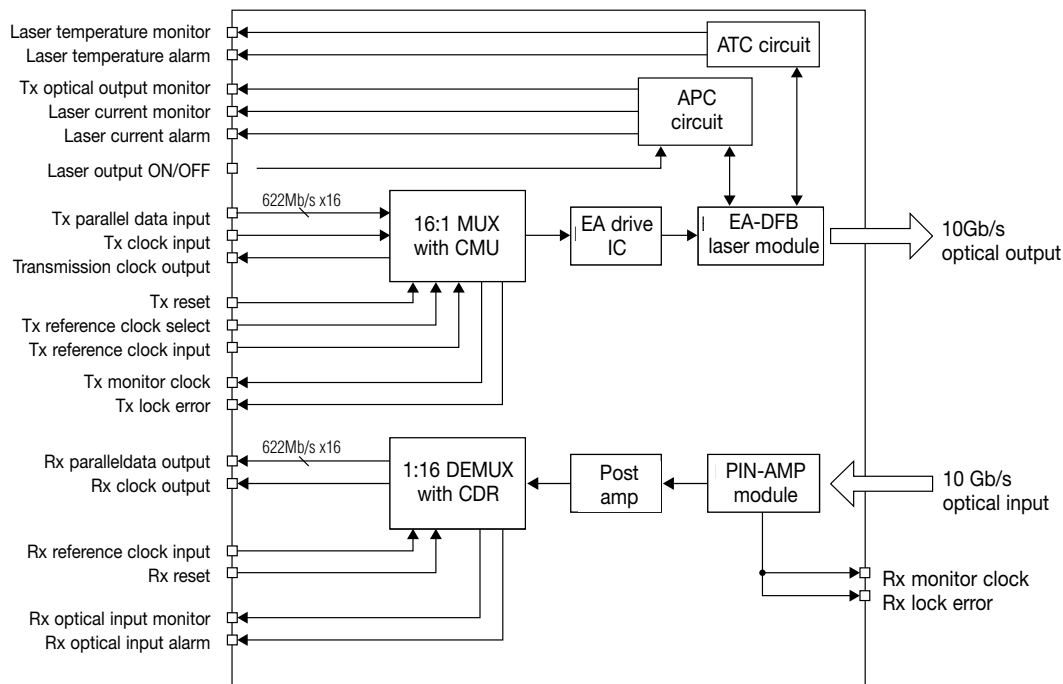 Laser temperature monitor
Laser temperature alarm
ATC circuit
Tx optical output monitor
Laser current monitor
Laser current alarm
APC
circuit
Laser output ON/OFF
622Mb/s x16
Tx parallel data input
Tx clock input
Transmission clock output
16:1 MUX
with CMU
EA drive
IC
EA-DFB
laser module
10Gb/s
optical output
Tx reset
Tx reference clock select
Tx reference clock input
Tx monitor clock
Tx lock error
622Mb/s x16
Rx paralleldata output
Rx clock output
1:16 DEMUX
with CDR
Post
amp
PIN-AMP
module
10 Gb/s
optical input
Rx reference clock input
Rx reset
Rx monitor clock
Rx lock error
Rx optical input monitor
Rx optical input alarm